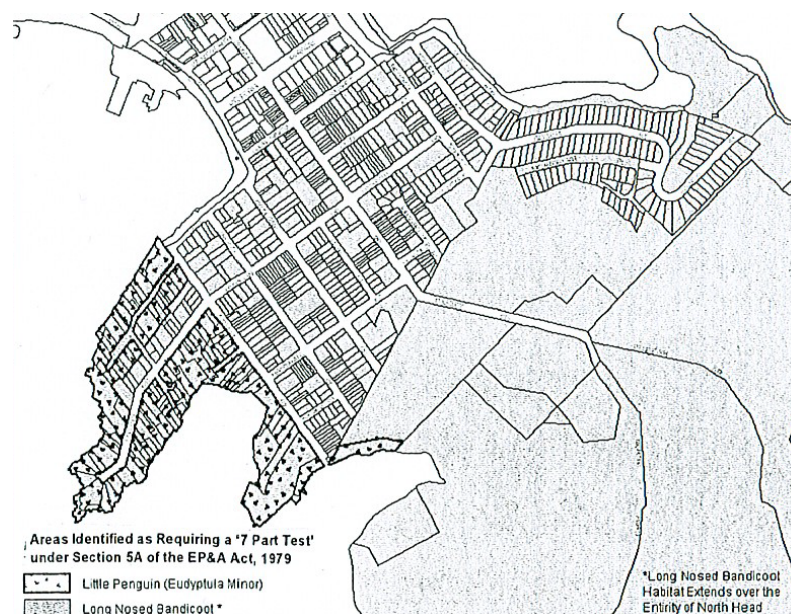 Areas Identified as Requiring a '7 Part Test'
under Section 5A of the EP&A Act, 1979
Little Penguin (Eudyptula Minor)
Long Nosed Bandicoot *
*Long Nosed Bandicoot
Habitat Extends over the
Entirity of North Head